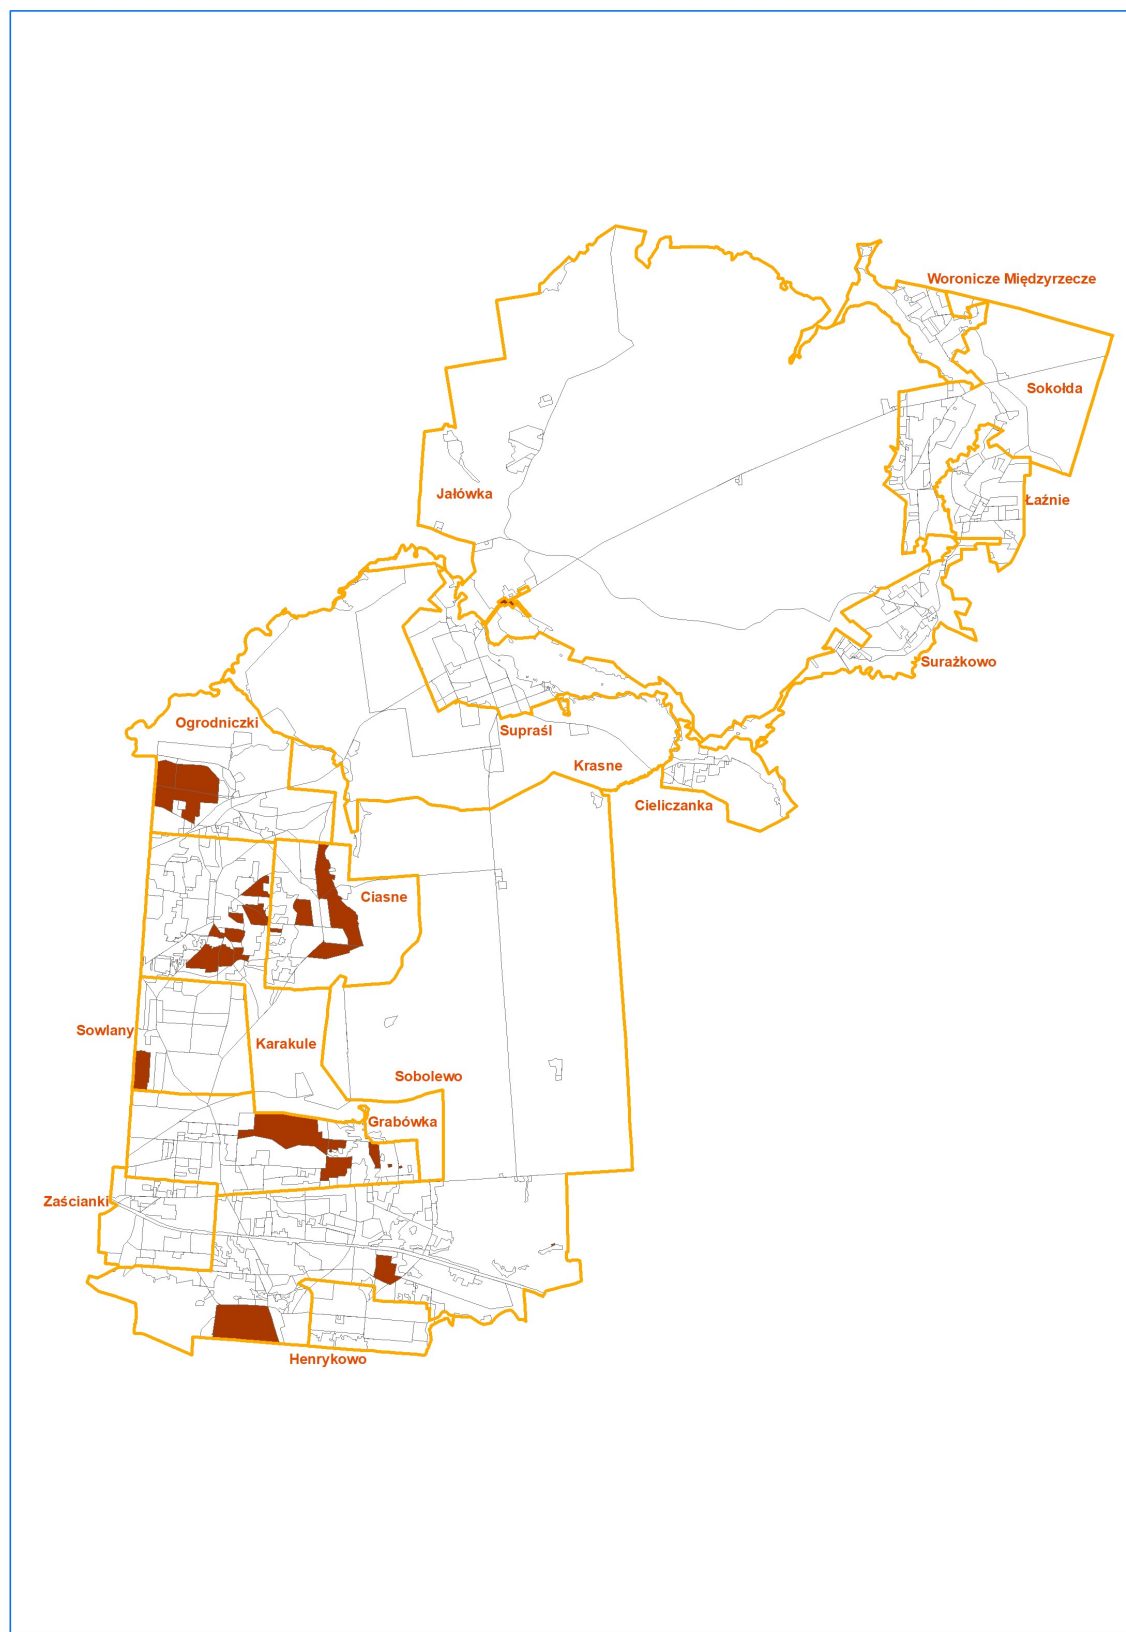 Woronicze Międzyrzecze
Sokołda
Jałówka
Łaźnie
Surażkowo
Ogrodniczki
Supraśl
Krasne
Cieliczanka
Ciasne
Sowlany
Karakule
Sobolewo
Grabówka
Zaścianki
Henrykowo